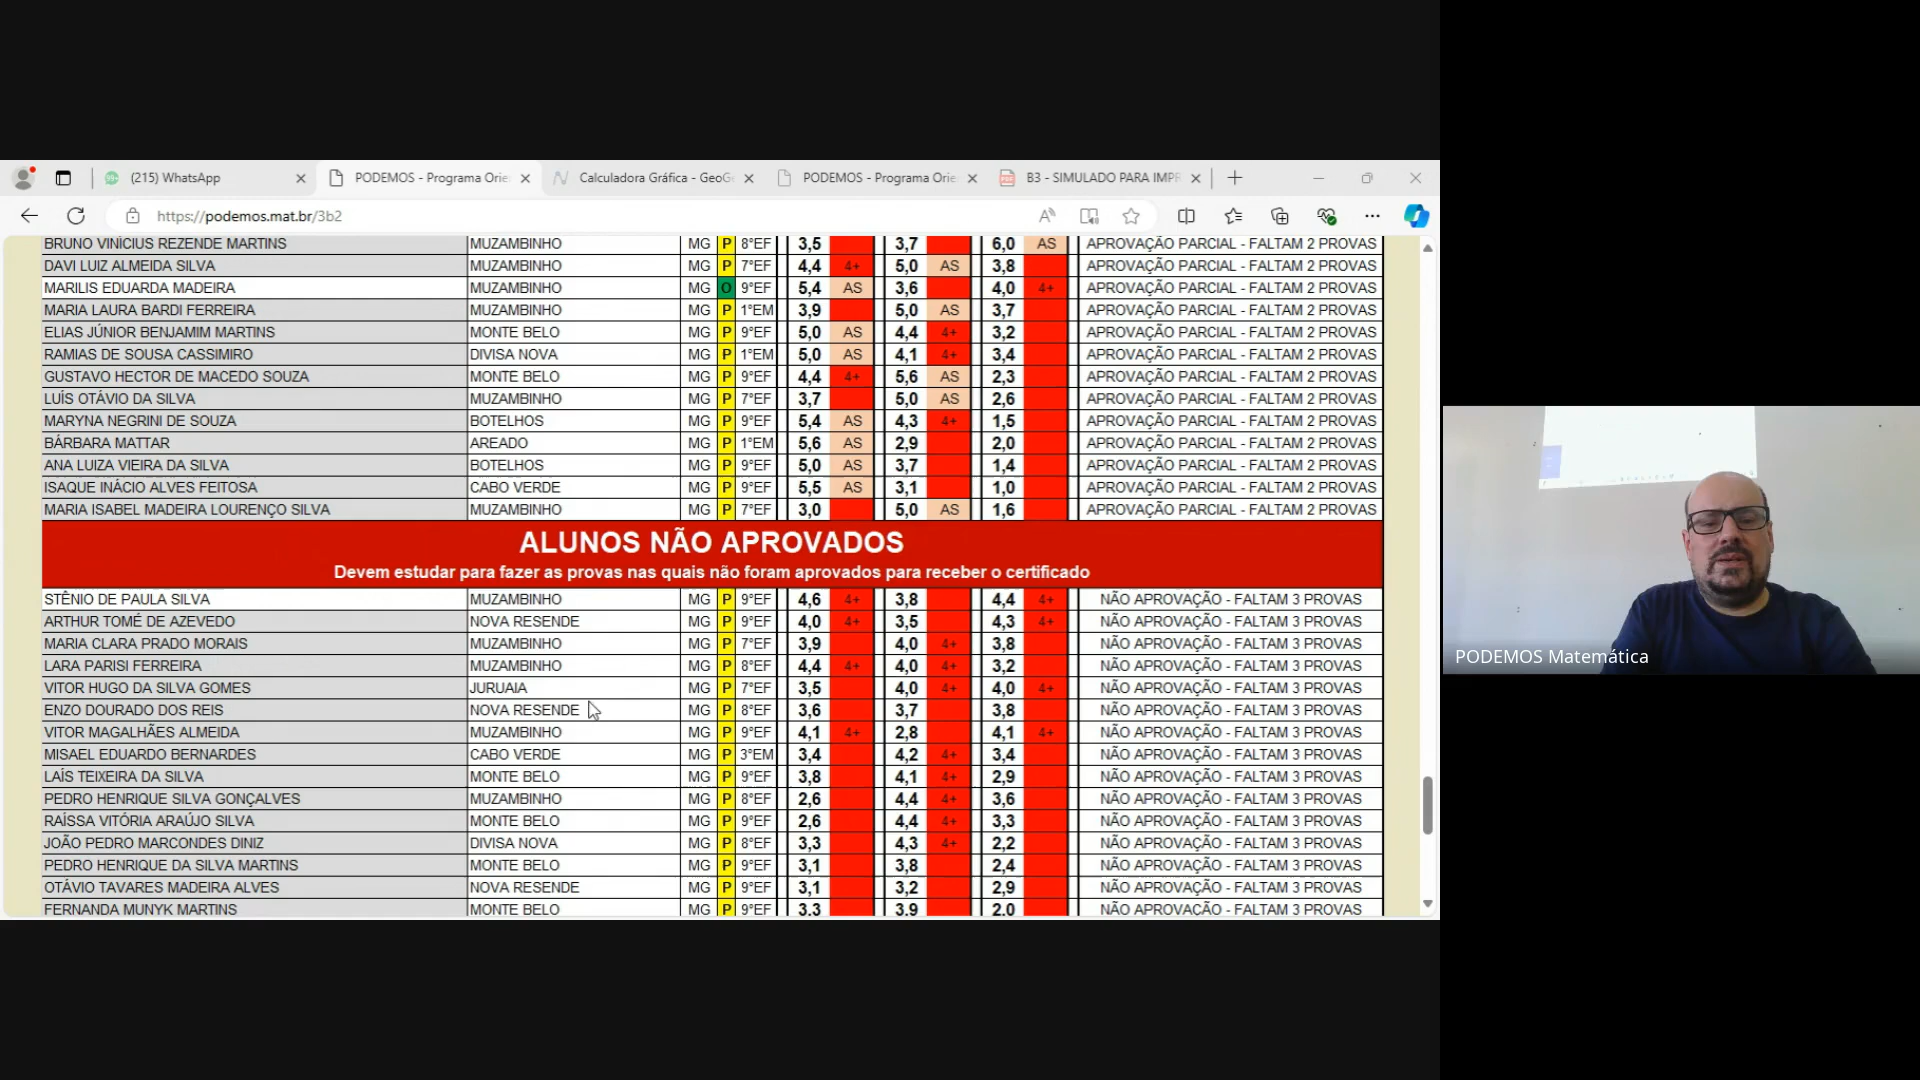 (215) WhatsApp
PODEMOS - Programa Orie
Calculadora Gráfica - GeoG
PODEMOS - Programa Orie
B3 - SIMULADO PARA IMPR
https://podemos.mat.br/3b2
BRUNO VINÍCIUS REZENDE MARTINS MUZAMBINHO MG P 8°EF 3,5 3,7 6,0 AS APROVAÇÃO PARCIAL - FALTAM 2 PROVAS
DAVI LUIZ ALMEIDA SILVA MUZAMBINHO MG P 7°EF 4,4 4+ 5,0 AS 3,8 APROVAÇÃO PARCIAL - FALTAM 2 PROVAS
MARILIS EDUARDA MADEIRA MUZAMBINHO MG O 9°EF 5,4 AS 3,6 4,0 4+ APROVAÇÃO PARCIAL - FALTAM 2 PROVAS
MARIA LAURA BARDI FERREIRA MUZAMBINHO MG P 1°EM 3,9 5,0 AS 3,7 APROVAÇÃO PARCIAL - FALTAM 2 PROVAS
ELIAS JÚNIOR BENJAMIM MARTINS MONTE BELO MG P 9°EF 5,0 AS 4,4 4+ 3,2 APROVAÇÃO PARCIAL - FALTAM 2 PROVAS
RAMIAS DE SOUSA CASSIMIRO DIVISA NOVA MG P 1°EM 5,0 AS 4,1 4+ 3,4 APROVAÇÃO PARCIAL - FALTAM 2 PROVAS
GUSTAVO HECTOR DE MACEDO SOUZA MONTE BELO MG P 9°EF 4,4 4+ 5,6 AS 2,3 APROVAÇÃO PARCIAL - FALTAM 2 PROVAS
LUÍS OTÁVIO DA SILVA MUZAMBINHO MG P 7°EF 3,7 5,0 AS 2,6 APROVAÇÃO PARCIAL - FALTAM 2 PROVAS
MARYNA NEGRINI DE SOUZA BOTELHOS MG P 9°EF 5,4 AS 4,3 4+ 1,5 APROVAÇÃO PARCIAL - FALTAM 2 PROVAS
BÁRBARA MATTAR AREADO MG P 1°EM 5,6 AS 2,9 2,0 APROVAÇÃO PARCIAL - FALTAM 2 PROVAS
ANA LUIZA VIEIRA DA SILVA BOTELHOS MG P 9°EF 5,0 AS 3,7 1,4 APROVAÇÃO PARCIAL - FALTAM 2 PROVAS
ISAQUE INÁCIO ALVES FEITOSA CABO VERDE MG P 9°EF 5,5 AS 3,1 1,0 APROVAÇÃO PARCIAL - FALTAM 2 PROVAS
MARIA ISABEL MADEIRA LOURENÇO SILVA MUZAMBINHO MG P 7°EF 3,0 5,0 AS 1,6 APROVAÇÃO PARCIAL - FALTAM 2 PROVAS
ALUNOS NÃO APROVADOS
Devem estudar para fazer as provas nas quais não foram aprovados para receber o certificado
STÊNIO DE PAULA SILVA MUZAMBINHO MG P 9°EF 4,6 4+ 3,8 4,4 4+ NÃO APROVAÇÃO - FALTAM 3 PROVAS
ARTHUR TOMÉ DE AZEVEDO NOVA RESENDE MG P 9°EF 4,0 4+ 3,5 4,3 4+ NÃO APROVAÇÃO - FALTAM 3 PROVAS
MARIA CLARA PRADO MORAIS MUZAMBINHO MG P 7°EF 3,9 4,0 4+ 3,8 NÃO APROVAÇÃO - FALTAM 3 PROVAS
LARA PARISI FERREIRA MUZAMBINHO MG P 8°EF 4,4 4+ 4,0 4+ 3,2 NÃO APROVAÇÃO - FALTAM 3 PROVAS
VITOR HUGO DA SILVA GOMES JURUAIA MG P 7°EF 3,5 4,0 4+ 4,0 4+ NÃO APROVAÇÃO - FALTAM 3 PROVAS
ENZO DOURADO DOS REIS NOVA RESENDE MG P 8°EF 3,6 3,7 3,8 NÃO APROVAÇÃO - FALTAM 3 PROVAS
VITOR MAGALHÃES ALMEIDA MUZAMBINHO MG P 9°EF 4,1 4+ 2,8 4,1 4+ NÃO APROVAÇÃO - FALTAM 3 PROVAS
MISAEL EDUARDO BERNARDES CABO VERDE MG P 3°EM 3,4 4,2 4+ 3,4 NÃO APROVAÇÃO - FALTAM 3 PROVAS
LAÍS TEIXEIRA DA SILVA MONTE BELO MG P 9°EF 3,8 4,1 4+ 2,9 NÃO APROVAÇÃO - FALTAM 3 PROVAS
PEDRO HENRIQUE SILVA GONÇALVES MUZAMBINHO MG P 8°EF 2,6 4,4 4+ 3,6 NÃO APROVAÇÃO - FALTAM 3 PROVAS
RAÍSSA VITÓRIA ARAÚJO SILVA MONTE BELO MG P 9°EF 2,6 4,4 4+ 3,3 NÃO APROVAÇÃO - FALTAM 3 PROVAS
JOÃO PEDRO MARCONDES DINIZ DIVISA NOVA MG P 8°EF 3,3 4,3 4+ 2,2 NÃO APROVAÇÃO - FALTAM 3 PROVAS
PEDRO HENRIQUE DA SILVA MARTINS MONTE BELO MG P 9°EF 3,1 3,8 2,4 NÃO APROVAÇÃO - FALTAM 3 PROVAS
OTÁVIO TAVARES MADEIRA ALVES NOVA RESENDE MG P 9°EF 3,1 3,2 2,9 NÃO APROVAÇÃO - FALTAM 3 PROVAS
FERNANDA MUNYK MARTINS MONTE BELO MG P 9°EF 3,3 3,9 2,0 NÃO APROVAÇÃO - FALTAM 3 PROVAS
PODEMOS Matemática